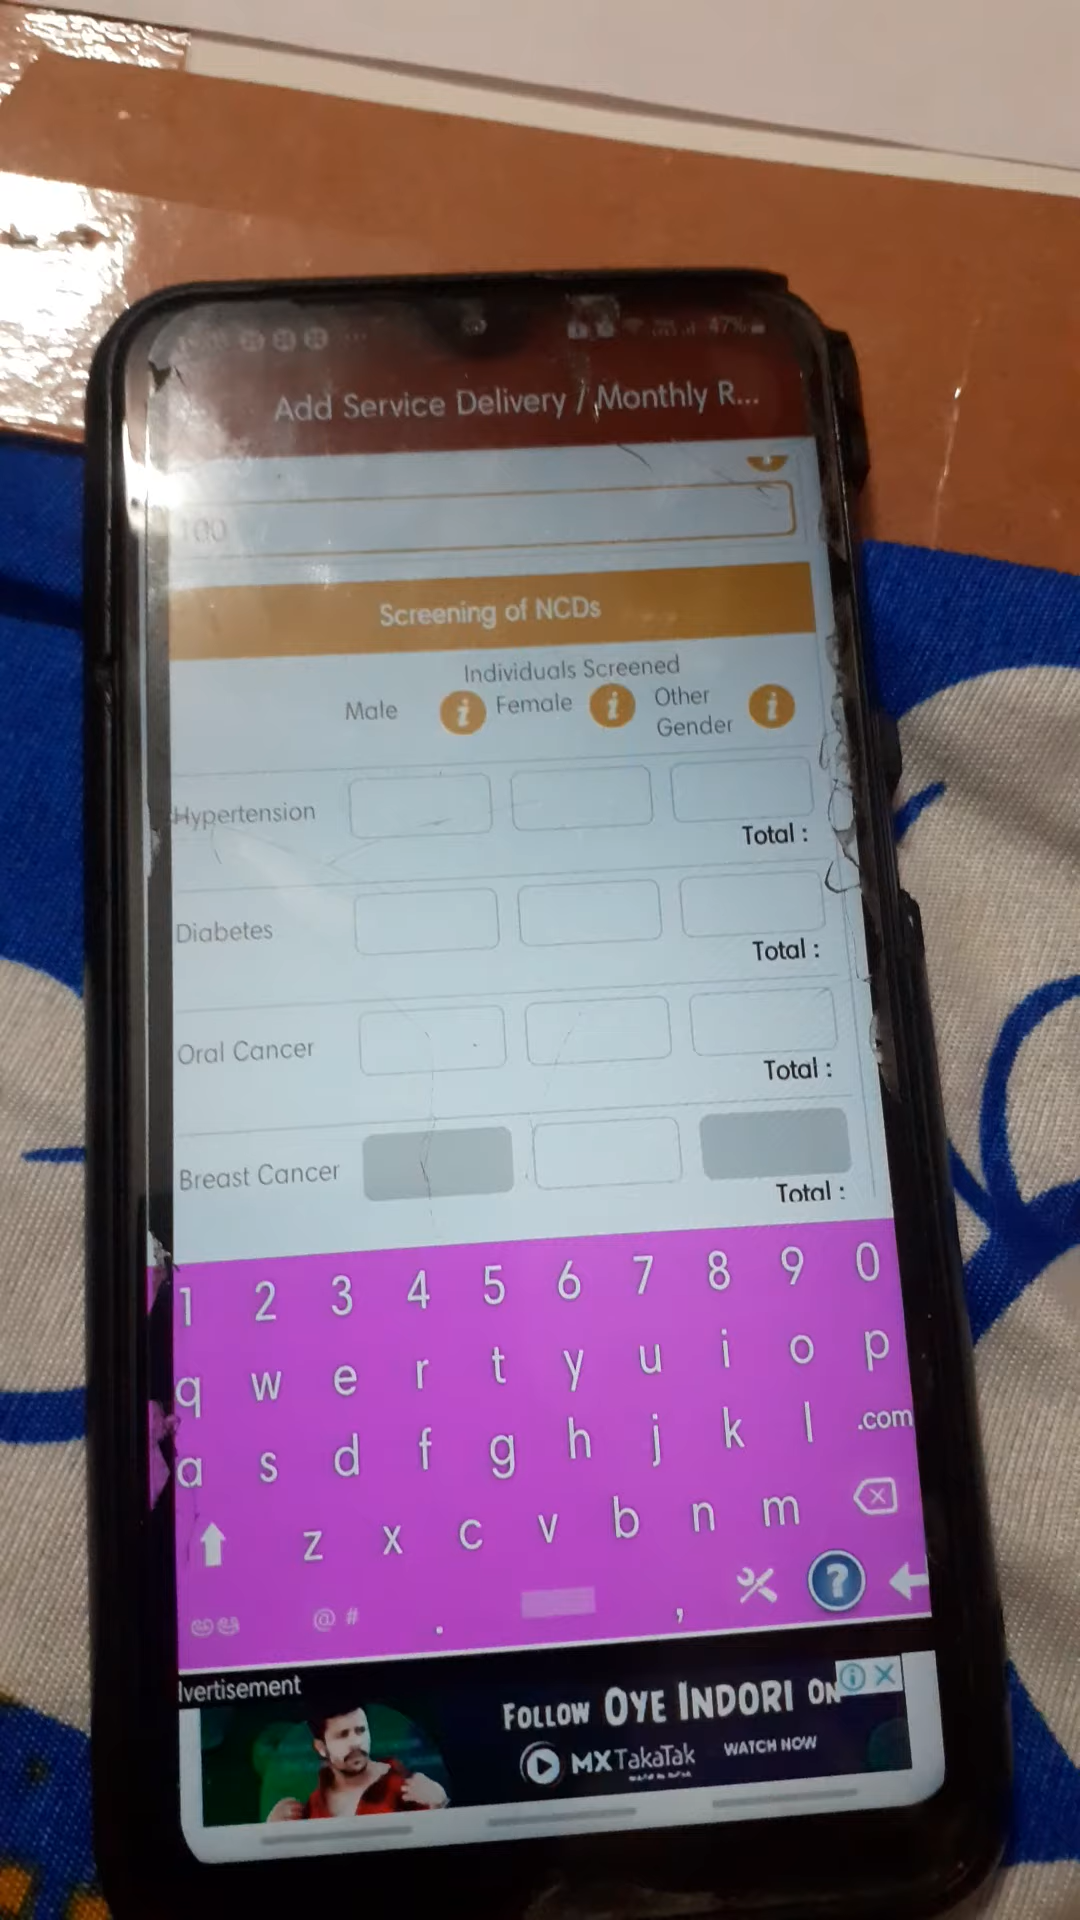 47%
Add Service Delivery / Monthly R...
100
Screening of NCDs
Individuals Screened
Male i Female i Other Gender i
Hypertension
Total :
Diabetes
Total :
Oral Cancer
Total :
Breast Cancer
Total :
1 2 3 4 5 6 7 8 9 0
q w e r t y u i o p
a s d f g h j k l .com
z x c v b n m
@ # . , ?
lvertisement
FOLLOW OYE INDORI ON
MX TakaTak WATCH NOW